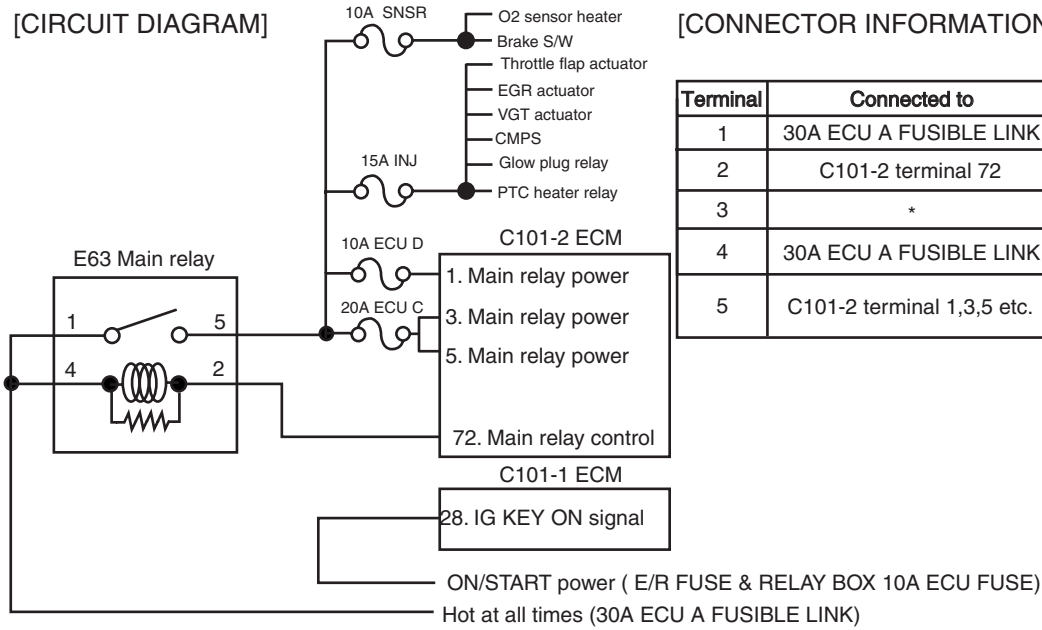 [CIRCUIT DIAGRAM]
10A SNSR
O2 sensor heater
Brake S/W
Throttle flap actuator
EGR actuator
VGT actuator
CMPS
15A INJ
Glow plug relay
PTC heater relay
10A ECU D
C101-2 ECM
1. Main relay power
20A ECU C
3. Main relay power
5. Main relay power
72. Main relay control
E63 Main relay
1
5
4
2
C101-1 ECM
28. IG KEY ON signal
ON/START power ( E/R FUSE & RELAY BOX 10A ECU FUSE)
Hot at all times (30A ECU A FUSIBLE LINK)
[CONNECTOR INFORMATION
Terminal Connected to
1 30A ECU A FUSIBLE LINK
2 C101-2 terminal 72
3 *
4 30A ECU A FUSIBLE LINK
5 C101-2 terminal 1,3,5 etc.